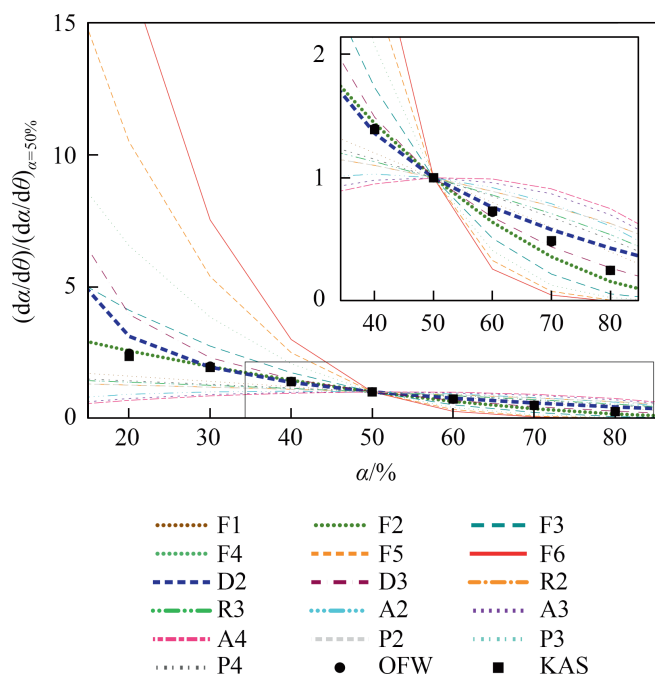 15
10
5
0
(dα/dθ)/(dα/dθ)α=50%
20 30 40 50 60 70 80
α/%
2
1
0
40 50 60 70 80
F1 F2 F3
F4 F5 F6
D2 D3 R2
R3 A2 A3
A4 P2 P3
P4 OFW KAS